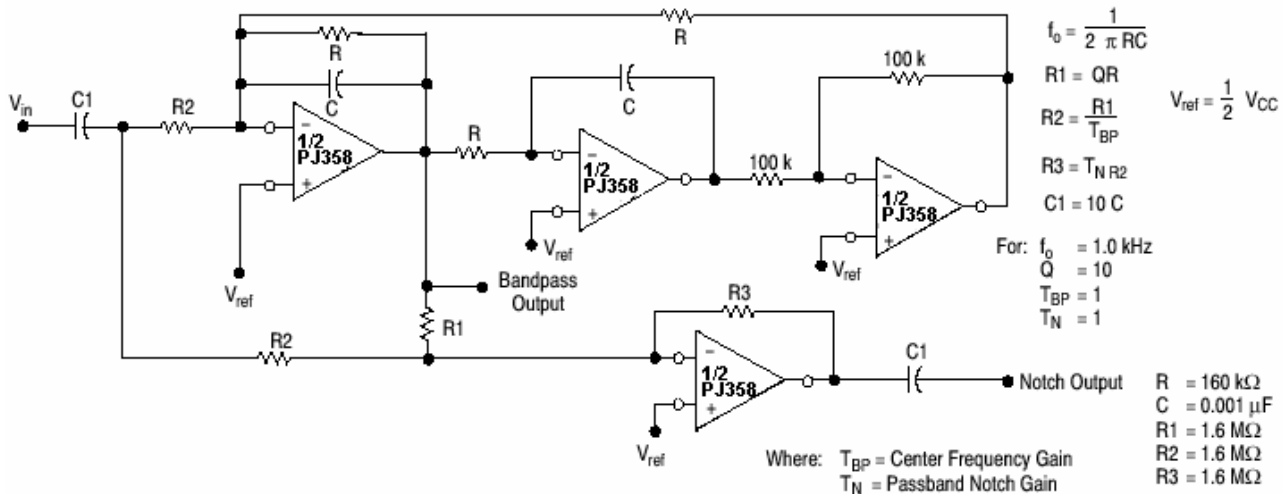 R
R
C
V_in
C1
R2
−
1/2
PJ358
+
V_ref
R
C
−
1/2
PJ358
+
V_ref
100 k
100 k
−
1/2
PJ358
+
V_ref
Bandpass
Output
R1
R2
R3
−
1/2
PJ358
+
V_ref
C1
Notch Output
f_o = 1 / 2 π RC
R1 = QR
R2 = R1 / T_BP
R3 = T_N R2
C1 = 10 C
V_ref = 1/2 V_CC
For: f_o = 1.0 kHz
Q = 10
T_BP = 1
T_N = 1
R = 160 kΩ
C = 0.001 μF
R1 = 1.6 MΩ
R2 = 1.6 MΩ
R3 = 1.6 MΩ
Where: T_BP = Center Frequency Gain
T_N = Passband Notch Gain